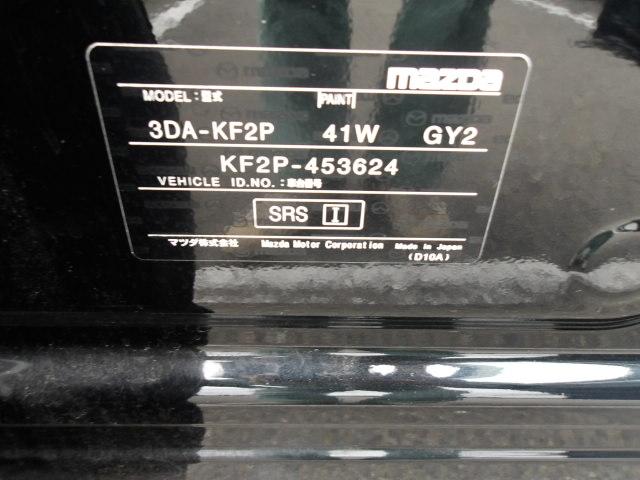 mazda
MODEL:型式 PAINT
3DA-KF2P 41W GY2
KF2P-453624
VEHICLE ID.NO.:車台番号
SRS I
マツダ株式会社 Mazda Motor Corporation Made in Japan
(D10A)